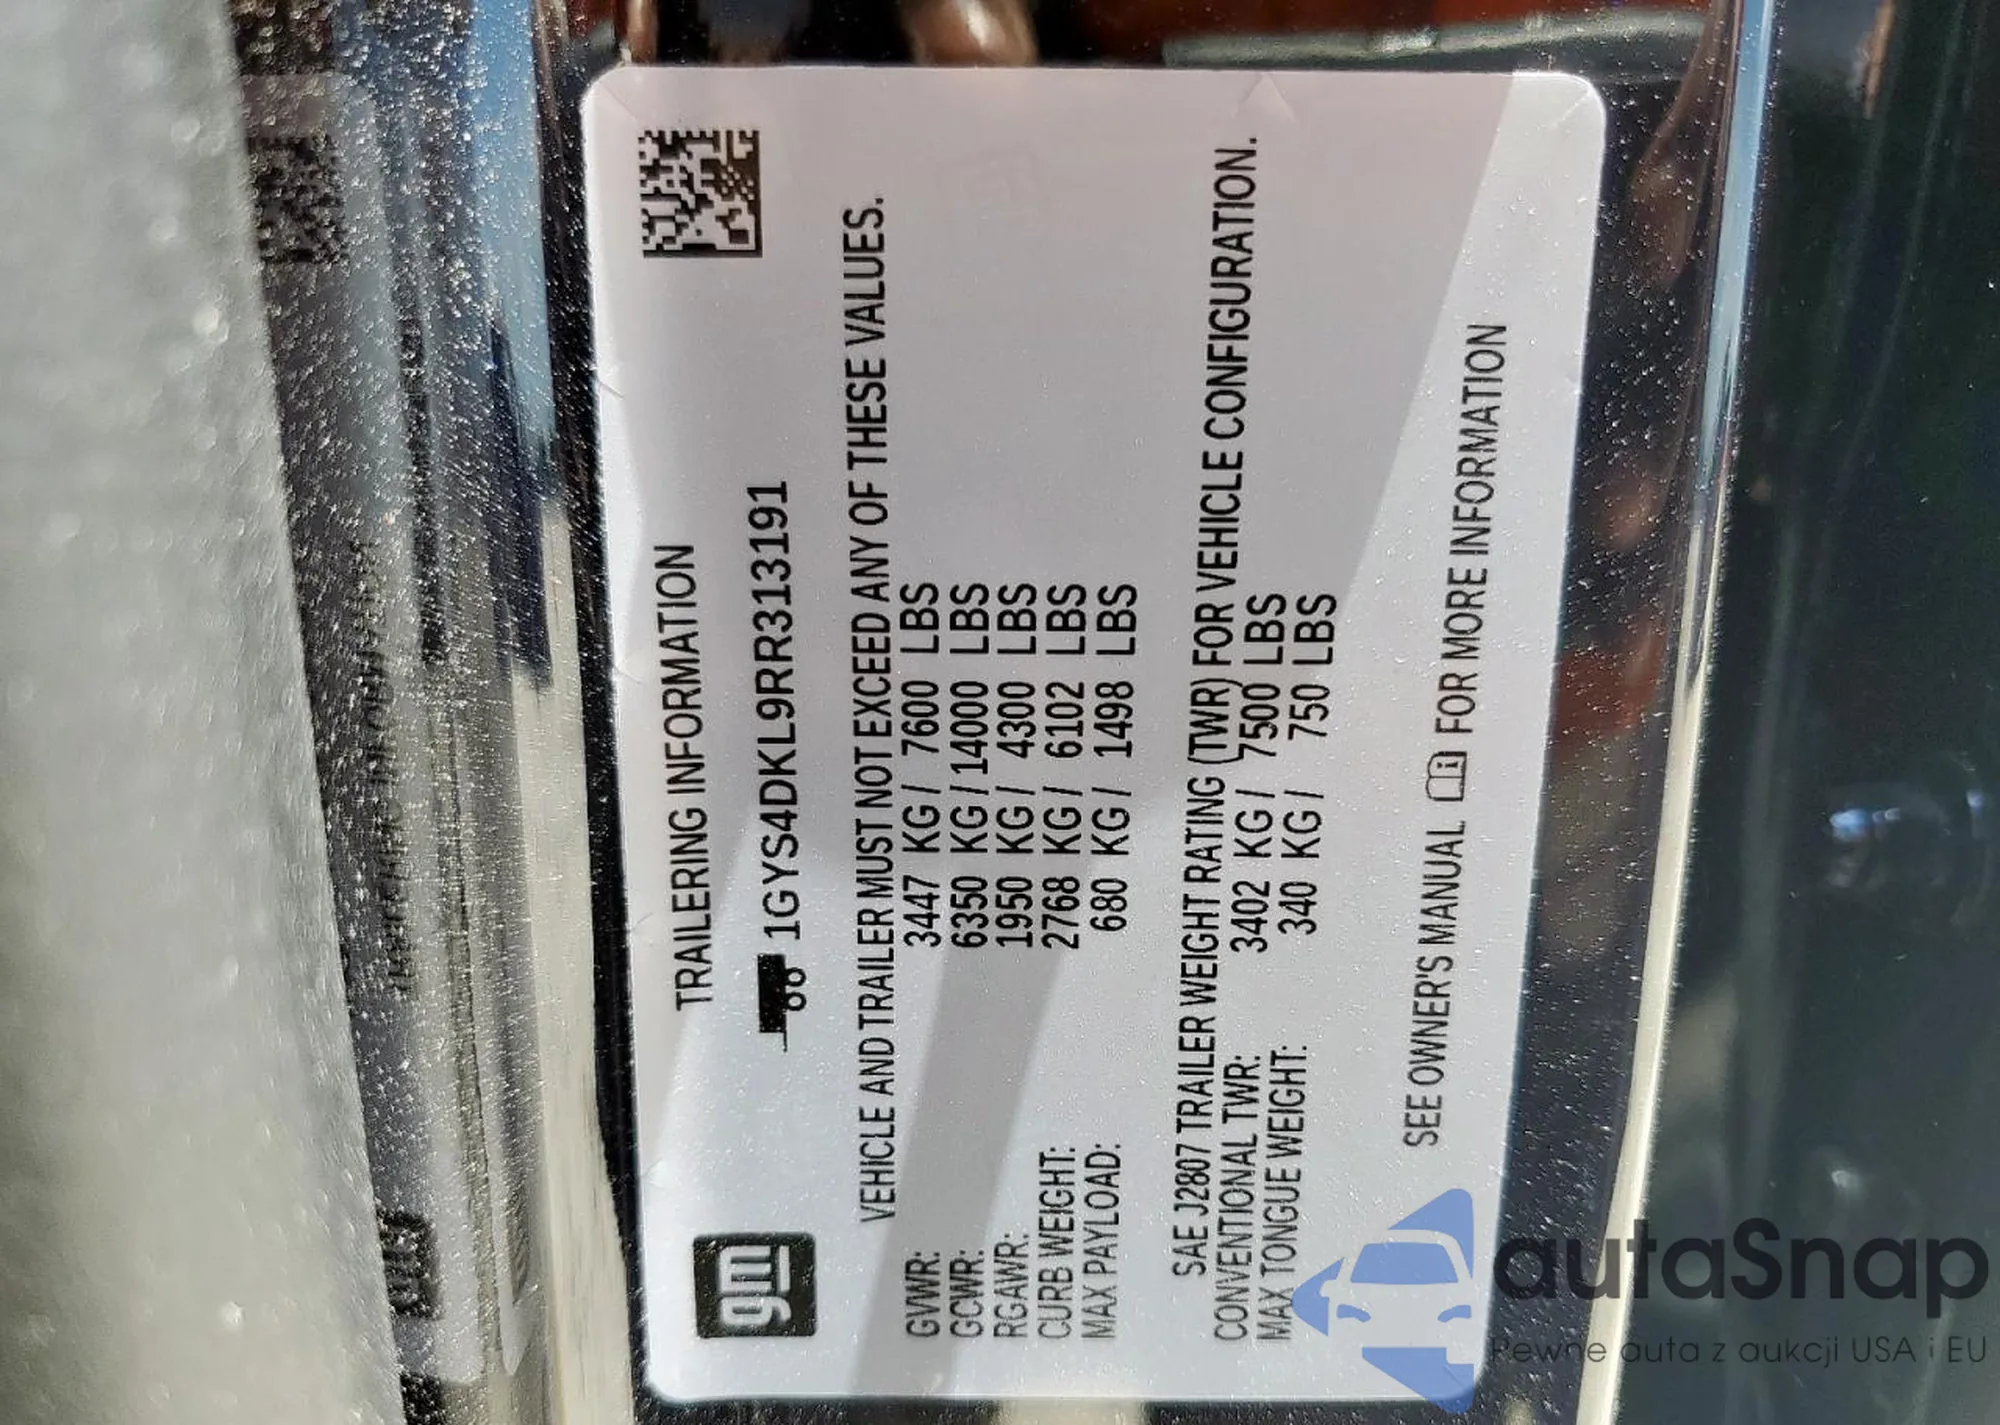 TRAILERING INFORMATION
gm
1GYS4DKL9RR313191
VEHICLE AND TRAILER MUST NOT EXCEED ANY OF THESE VALUES.
GVWR: 3447 KG / 7600 LBS
GCWR: 6350 KG / 14000 LBS
RGAWR: 1950 KG / 4300 LBS
CURB WEIGHT: 2768 KG / 6102 LBS
MAX PAYLOAD: 680 KG / 1498 LBS
SAE J2807 TRAILER WEIGHT RATING (TWR) FOR VEHICLE CONFIGURATION.
CONVENTIONAL TWR: 3402 KG / 7500 LBS
MAX TONGUE WEIGHT: 340 KG / 750 LBS
SEE OWNER'S MANUAL FOR MORE INFORMATION
autaSnap
Pewne auta z aukcji USA i EU